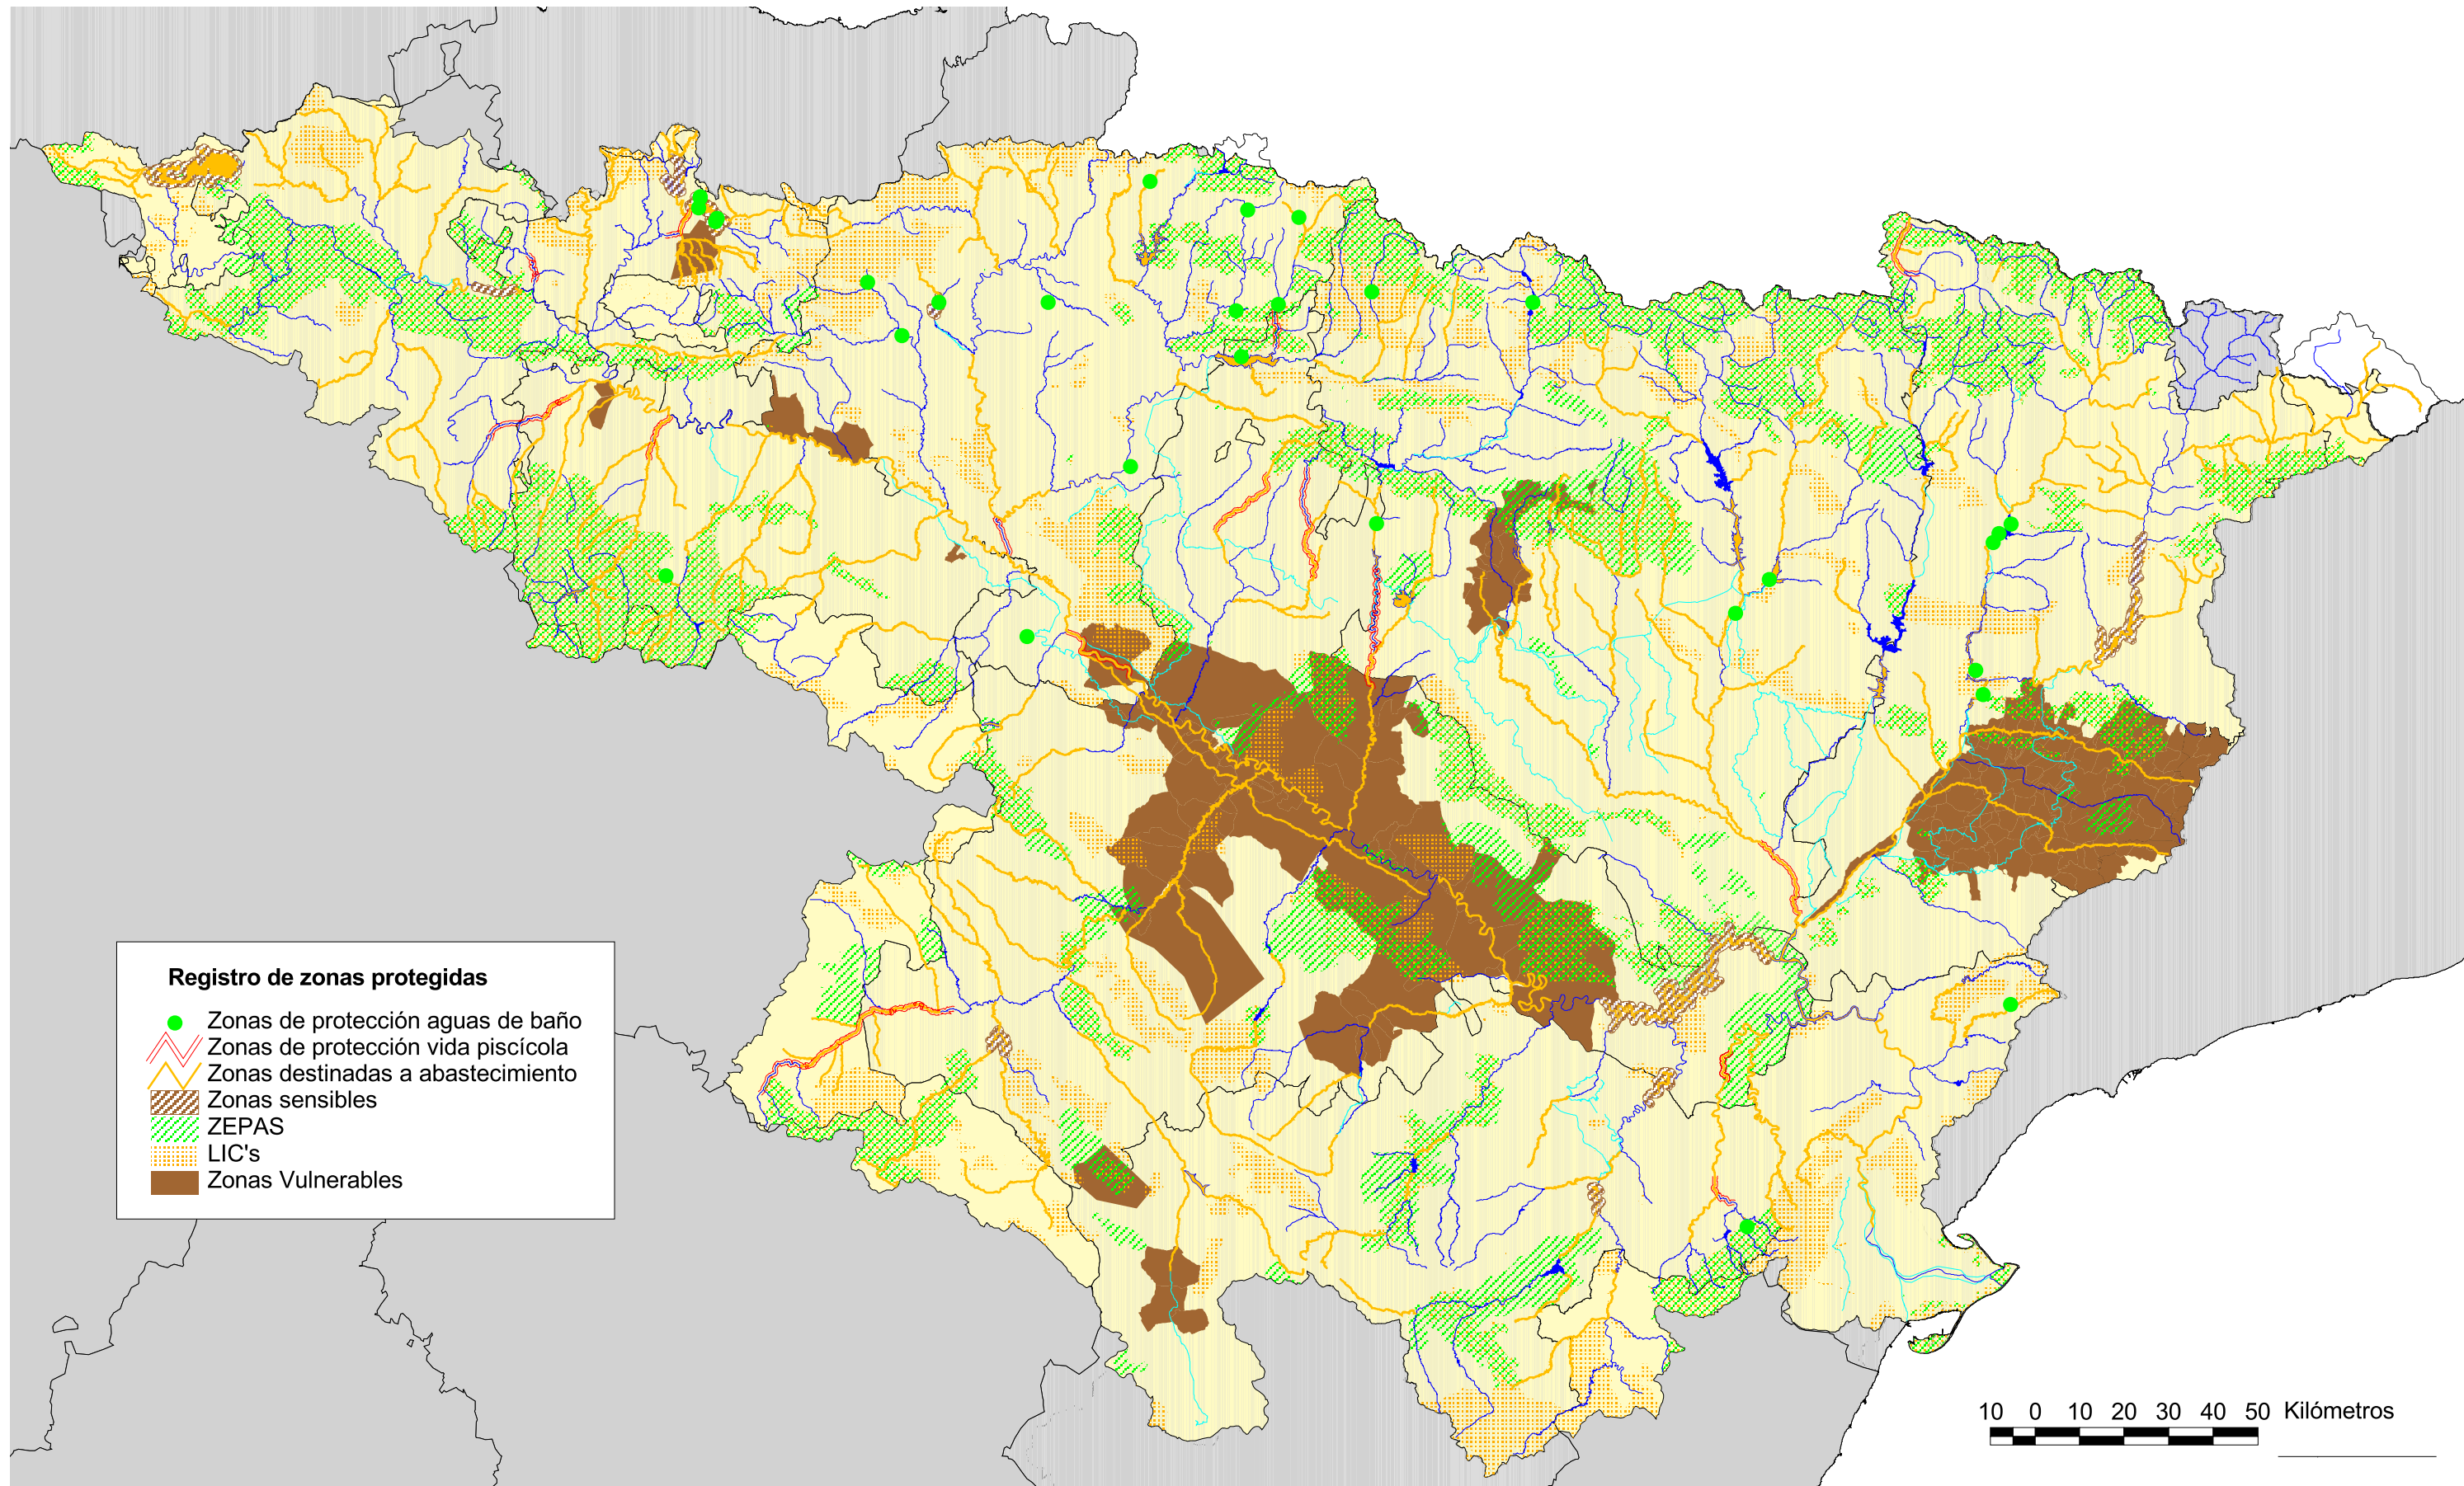 Registro de zonas protegidas
Zonas de protección aguas de baño
Zonas de protección vida piscícola
Zonas destinadas a abastecimiento
Zonas sensibles
ZEPAS
LIC's
Zonas Vulnerables
10 0 10 20 30 40 50 Kilómetros